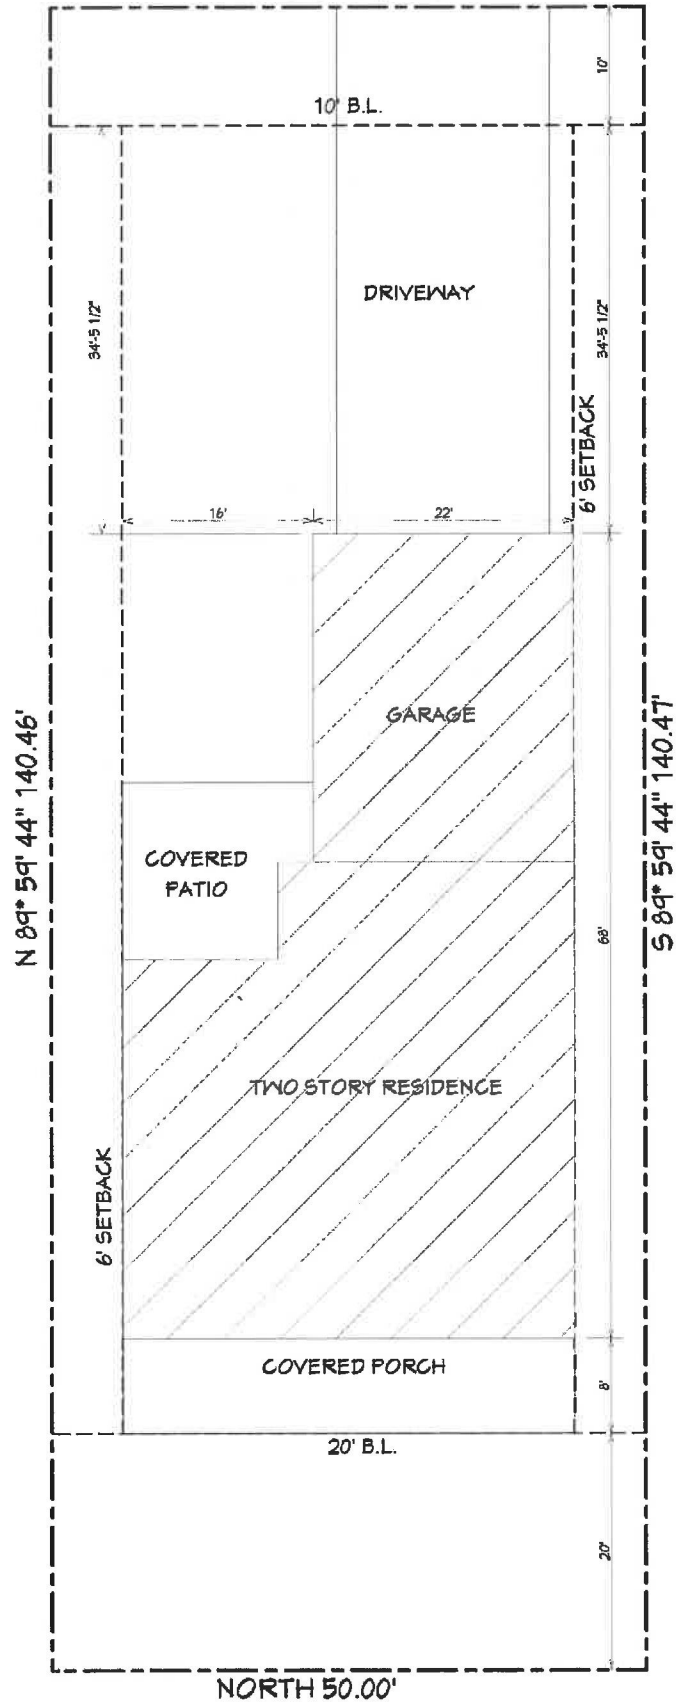 10'
10' B.L.
DRIVEWAY
34'-5 1/2"
34'-5 1/2"
6' SETBACK
16'
22'
GARAGE
N 89° 59' 44" 140.46'
S 89° 59' 44" 140.47'
COVERED
PATIO
68'
TWO STORY RESIDENCE
6' SETBACK
COVERED PORCH
8'
20' B.L.
20'
NORTH 50.00'